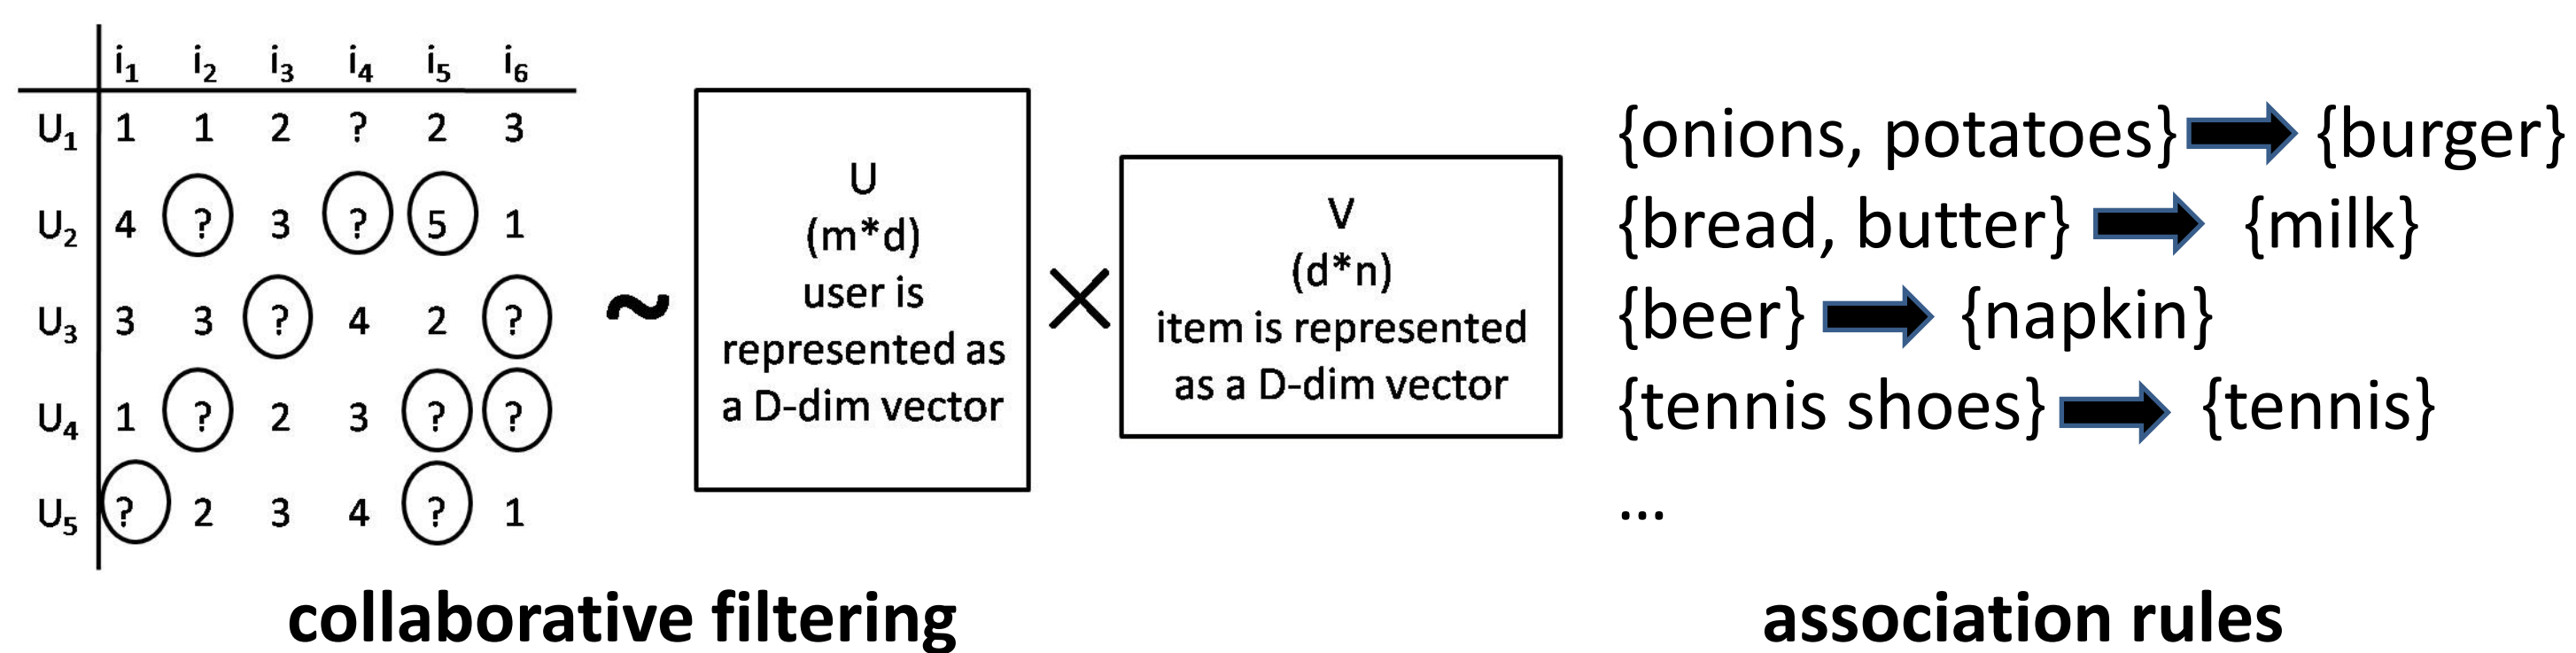 i₁ i₂ i₃ i₄ i₅ i₆
U₁ 1 1 2 ? 2 3
U₂ 4 ? 3 ? 5 1
U₃ 3 3 ? 4 2 ?
U₄ 1 ? 2 3 ? ?
U₅ ? 2 3 4 ? 1
~
U
(m*d)
user is
represented as
a D-dim vector
×
V
(d*n)
item is represented
as a D-dim vector
collaborative filtering
{onions, potatoes} {burger}
{bread, butter} {milk}
{beer} {napkin}
{tennis shoes} {tennis}
...
association rules